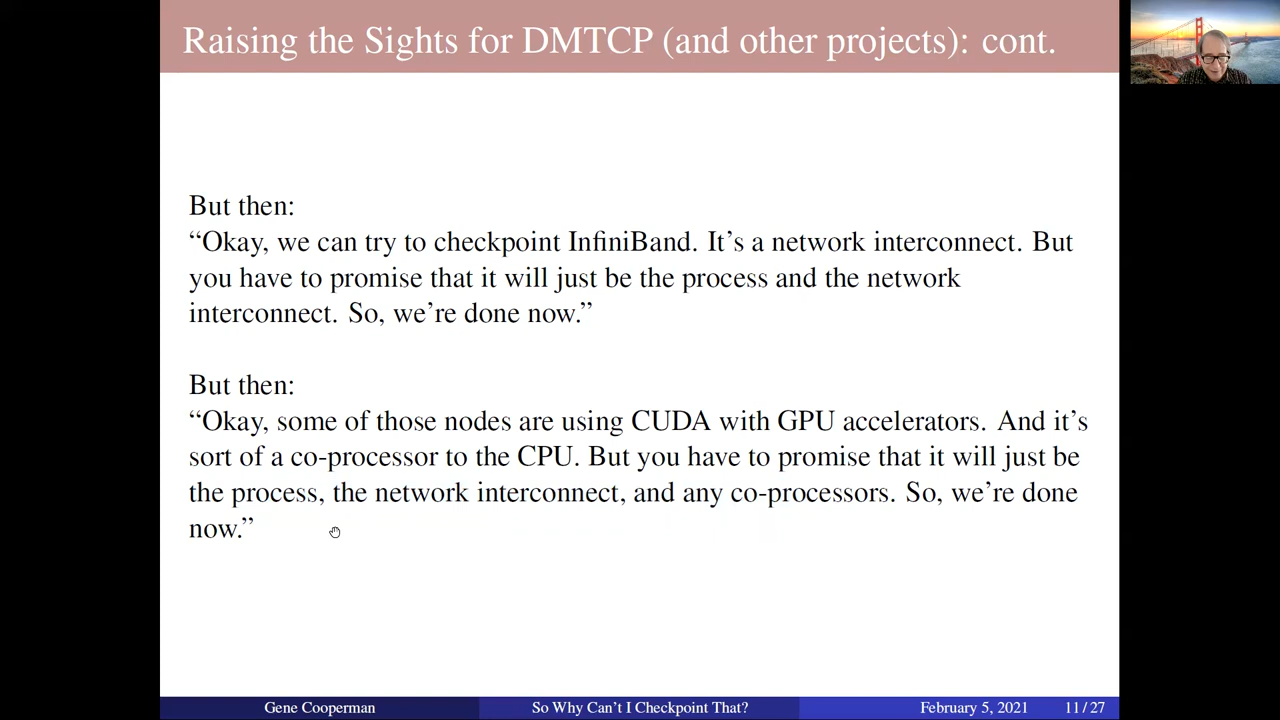 Raising the Sights for DMTCP (and other projects): cont.
But then:
“Okay, we can try to checkpoint InfiniBand. It’s a network interconnect. But
you have to promise that it will just be the process and the network
interconnect. So, we’re done now.”
But then:
“Okay, some of those nodes are using CUDA with GPU accelerators. And it’s
sort of a co-processor to the CPU. But you have to promise that it will just be
the process, the network interconnect, and any co-processors. So, we’re done
now.”
Gene Cooperman
So Why Can’t I Checkpoint That?
February 5, 2021
11 / 27